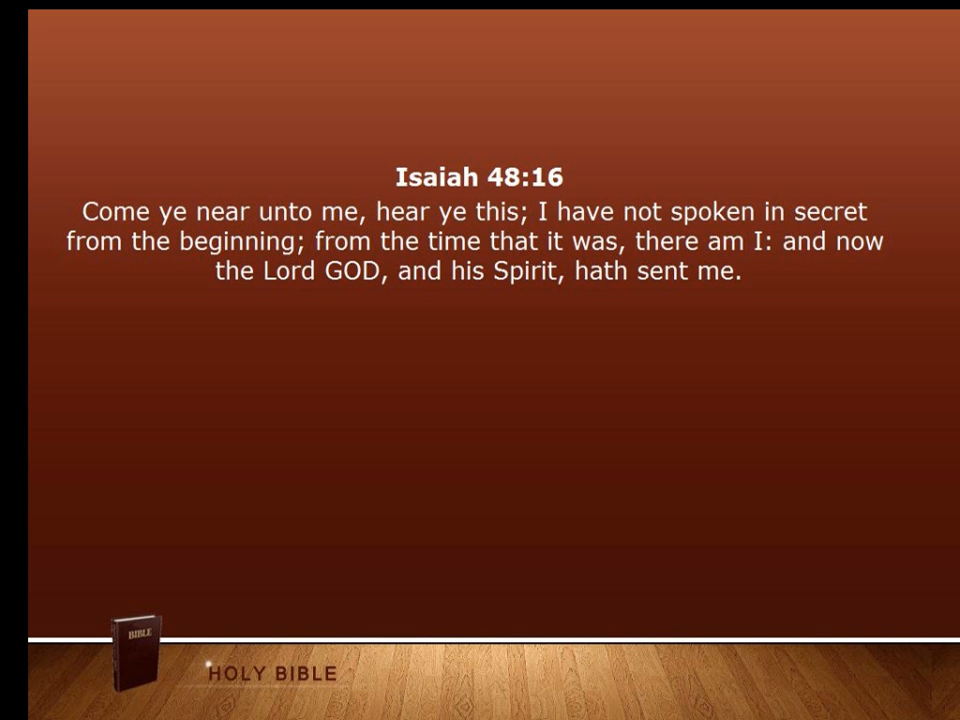 Isaiah 48:16
Come ye near unto me, hear ye this; I have not spoken in secret
from the beginning; from the time that it was, there am I: and now
the Lord GOD, and his Spirit, hath sent me.
BIBLE
HOLY BIBLE